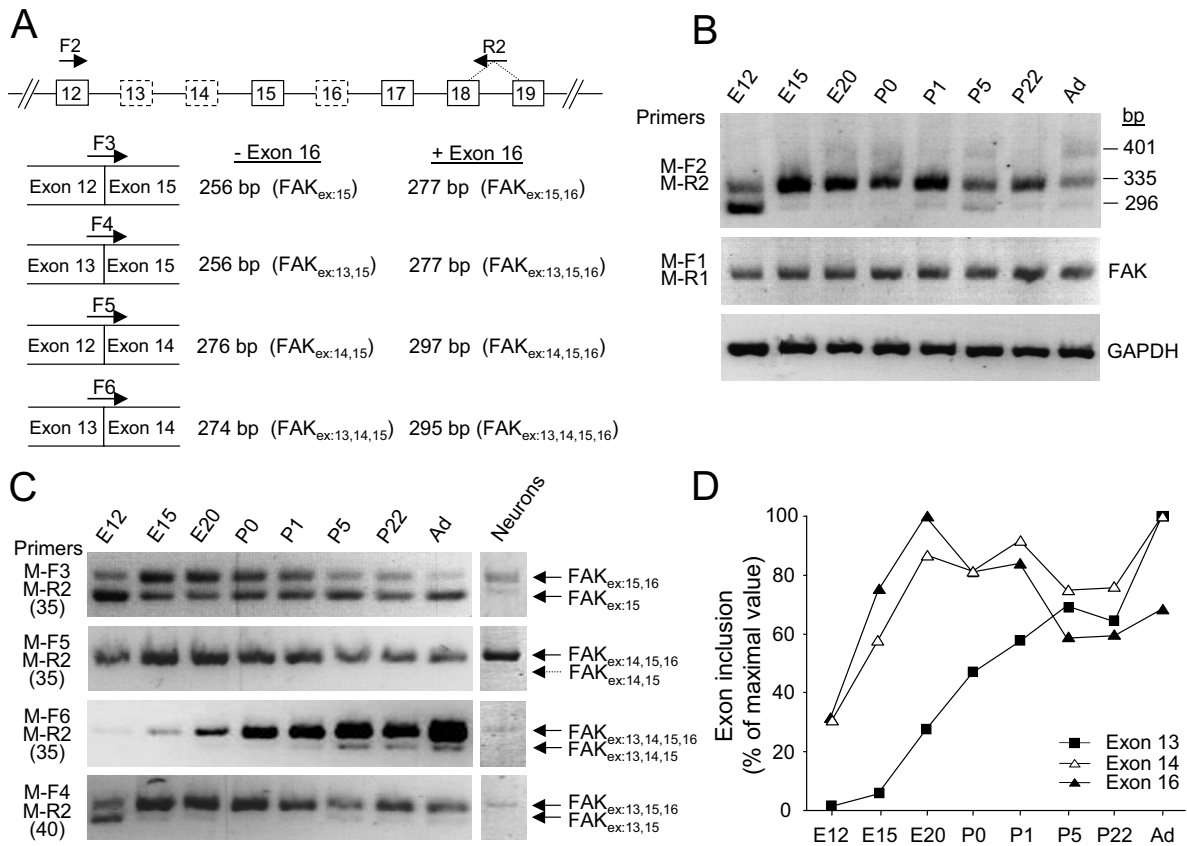 A
F2
R2
12 13 14 15 16 17 18 19
F3
- Exon 16
+ Exon 16
Exon 12 Exon 15
256 bp (FAKex:15)
277 bp (FAKex:15,16)
F4
Exon 13 Exon 15
256 bp (FAKex:13,15)
277 bp (FAKex:13,15,16)
F5
Exon 12 Exon 14
276 bp (FAKex:14,15)
297 bp (FAKex:14,15,16)
F6
Exon 13 Exon 14
274 bp (FAKex:13,14,15)
295 bp (FAKex:13,14,15,16)
B
E12 E15 E20 P0 P1 P5 P22 Ad
Primers
bp
M-F2
M-R2
401
335
296
M-F1
M-R1
FAK
GAPDH
C
E12 E15 E20 P0 P1 P5 P22 Ad
Neurons
Primers
M-F3
M-R2
(35)
FAKex:15,16
FAKex:15
M-F5
M-R2
(35)
FAKex:14,15,16
FAKex:14,15
M-F6
M-R2
(35)
FAKex:13,14,15,16
FAKex:13,14,15
M-F4
M-R2
(40)
FAKex:13,15,16
FAKex:13,15
D
Exon inclusion
(% of maximal value)
100
80
60
40
20
0
Exon 13
Exon 14
Exon 16
E12 E15 E20 P0 P1 P5 P22 Ad